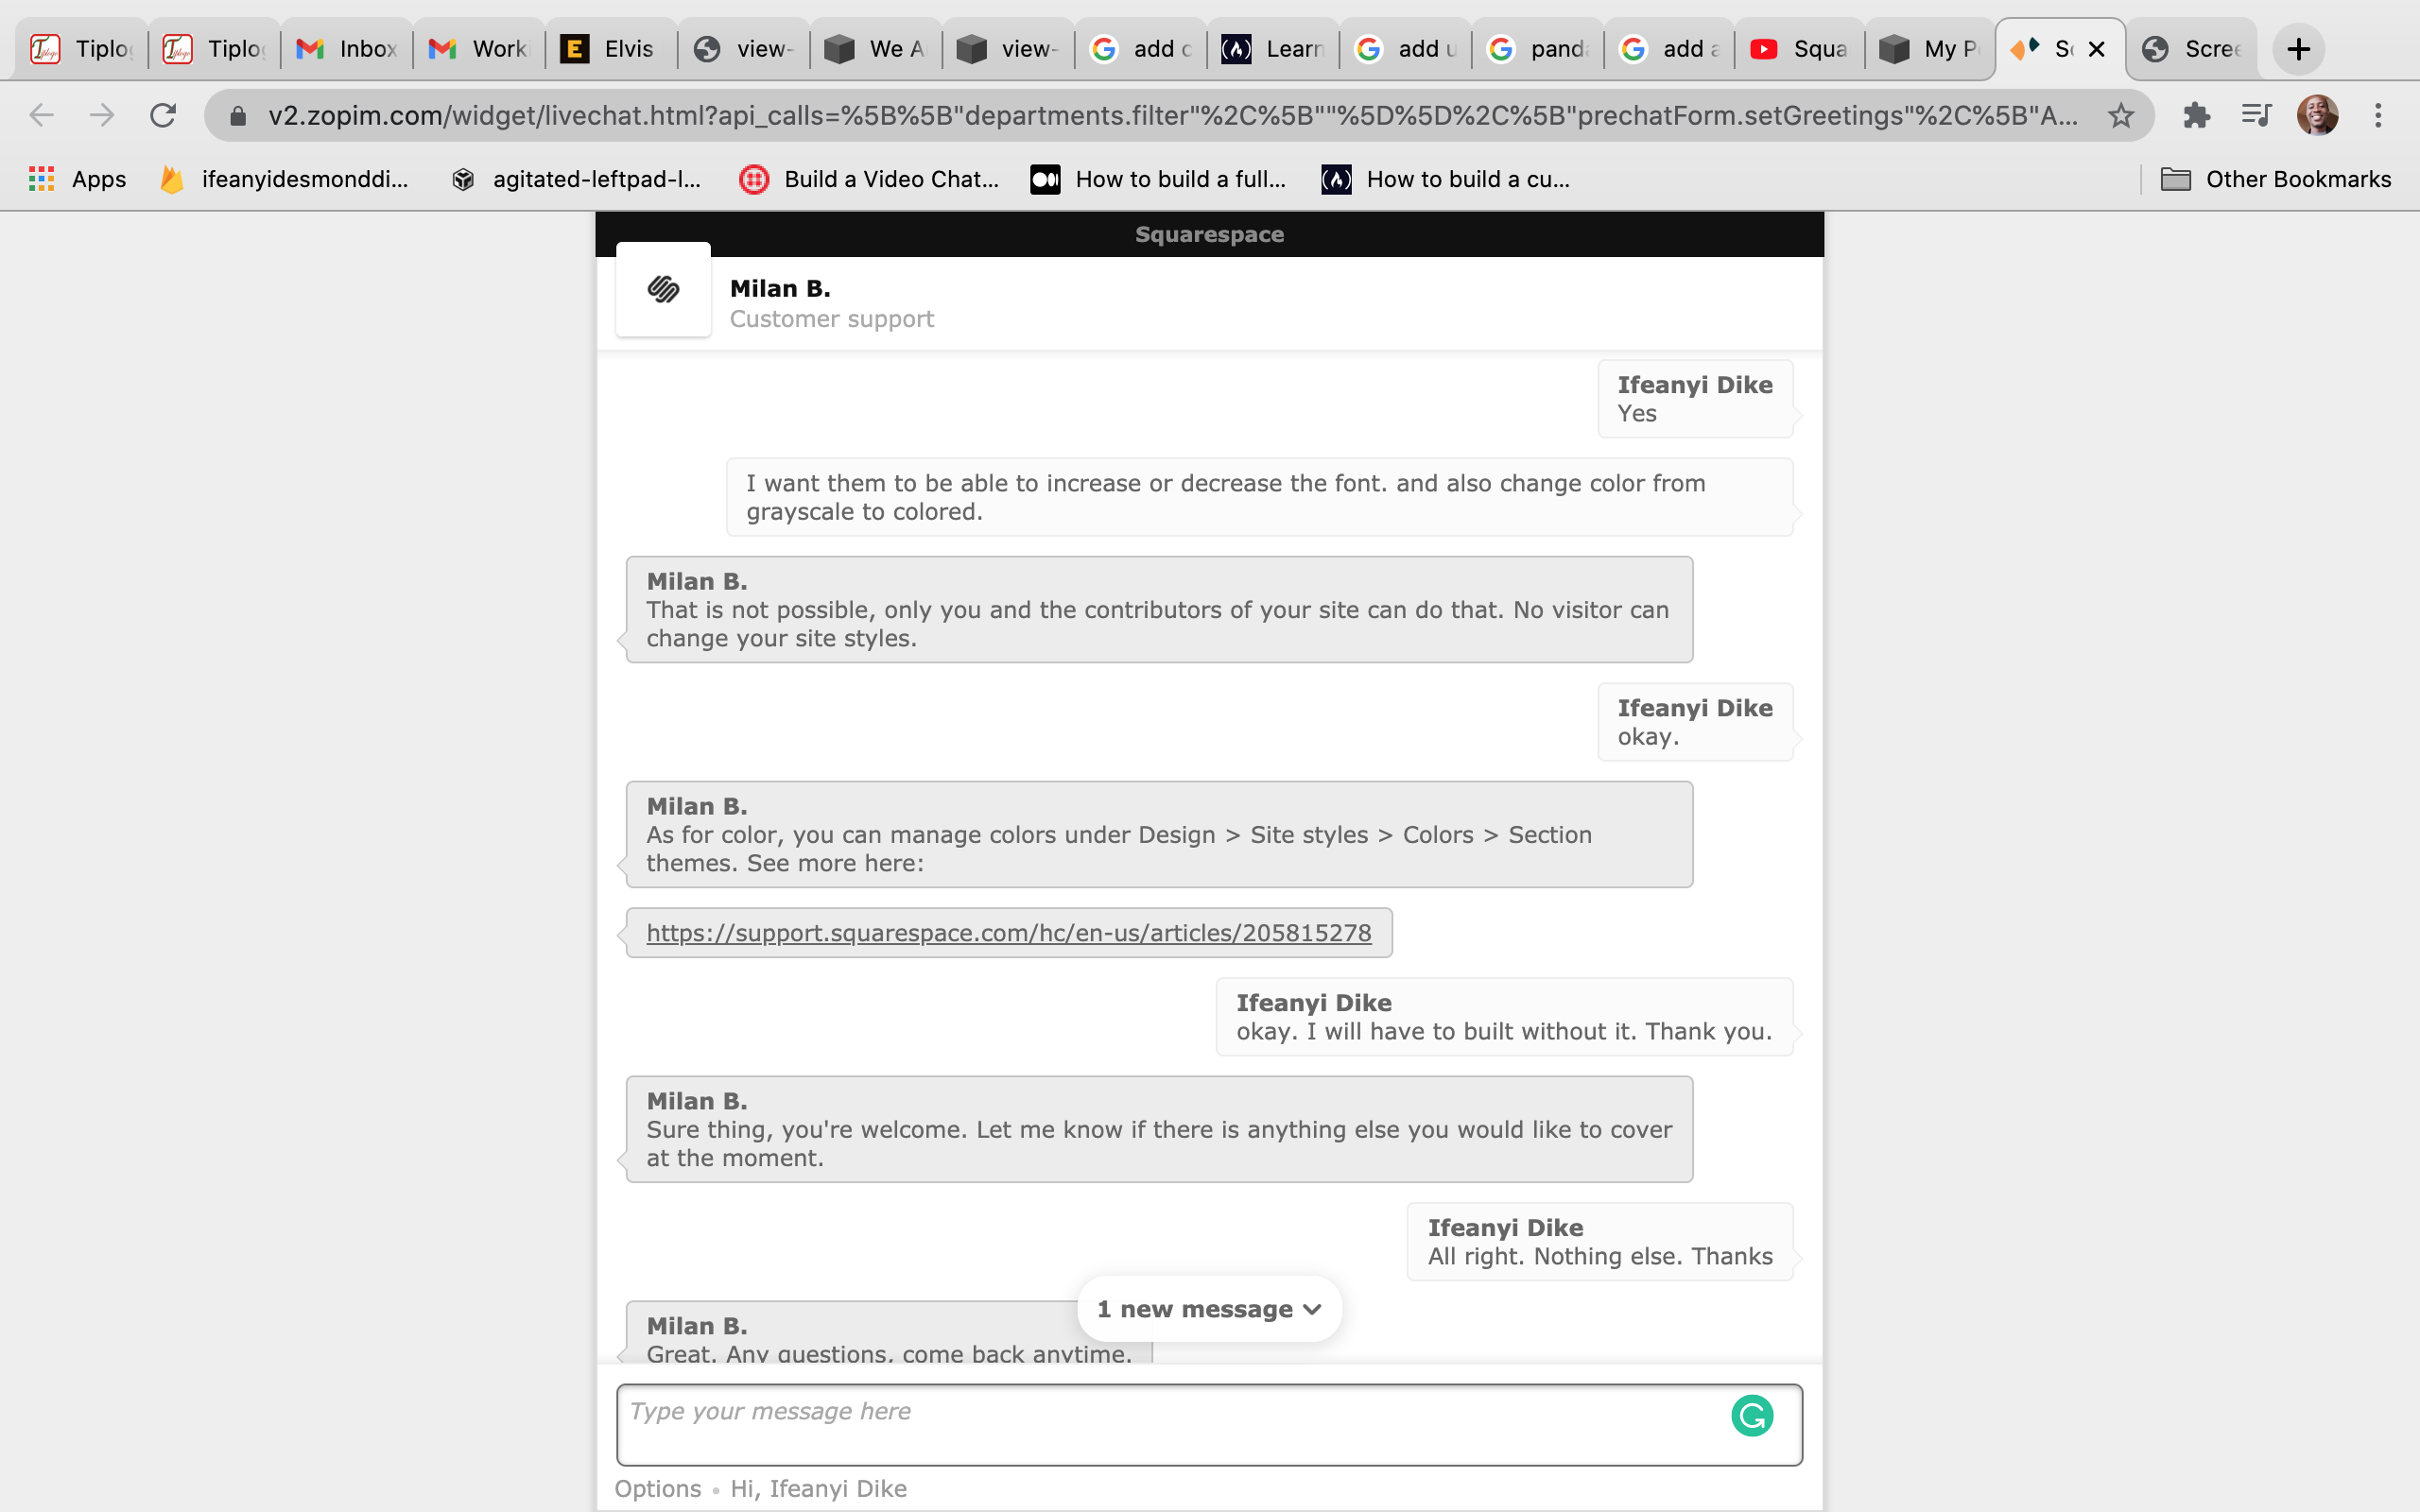 Tiplo
Tiplo
Inbox
Work
Elvis
view-
We A
view-
add c
Learn
add u
pand
add a
Squa
My P
S
Scree
v2.zopim.com/widget/livechat.html?api_calls=%5B%5B"departments.filter"%2C%5B""%5D%5D%2C%5B"prechatForm.setGreetings"%2C%5B"A...
Apps
ifeanyidesmonddi...
agitated-leftpad-l...
Build a Video Chat...
How to build a full...
How to build a cu...
Other Bookmarks
Squarespace
Milan B.
Customer support
Ifeanyi Dike
Yes
I want them to be able to increase or decrease the font. and also change color from
grayscale to colored.
Milan B.
That is not possible, only you and the contributors of your site can do that. No visitor can
change your site styles.
Ifeanyi Dike
okay.
Milan B.
As for color, you can manage colors under Design > Site styles > Colors > Section
themes. See more here:
https://support.squarespace.com/hc/en-us/articles/205815278
Ifeanyi Dike
okay. I will have to built without it. Thank you.
Milan B.
Sure thing, you're welcome. Let me know if there is anything else you would like to cover
at the moment.
Ifeanyi Dike
All right. Nothing else. Thanks
1 new message
Milan B.
Great. Any questions, come back anytime.
Type your message here
Options • Hi, Ifeanyi Dike